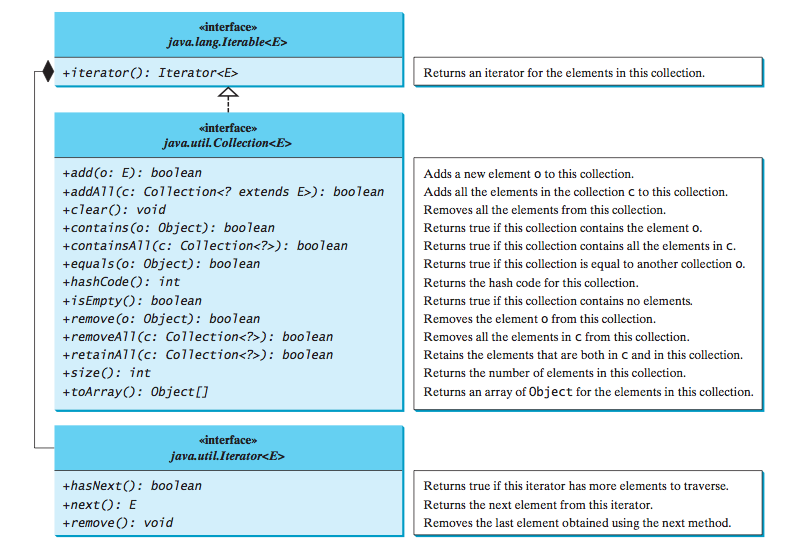 «interface»
java.lang.Iterable<E>
+iterator(): Iterator<E>
Returns an iterator for the elements in this collection.
«interface»
java.util.Collection<E>
+add(o: E): boolean
Adds a new element o to this collection.
+addAll(c: Collection<? extends E>): boolean
Adds all the elements in the collection c to this collection.
+clear(): void
Removes all the elements from this collection.
+contains(o: Object): boolean
Returns true if this collection contains the element o.
+containsAll(c: Collection<?>): boolean
Returns true if this collection contains all the elements in c.
+equals(o: Object): boolean
Returns true if this collection is equal to another collection o.
+hashCode(): int
Returns the hash code for this collection.
+isEmpty(): boolean
Returns true if this collection contains no elements.
+remove(o: Object): boolean
Removes the element o from this collection.
+removeAll(c: Collection<?>): boolean
Removes all the elements in c from this collection.
+retainAll(c: Collection<?>): boolean
Retains the elements that are both in c and in this collection.
+size(): int
Returns the number of elements in this collection.
+toArray(): Object[]
Returns an array of Object for the elements in this collection.
«interface»
java.util.Iterator<E>
+hasNext(): boolean
Returns true if this iterator has more elements to traverse.
+next(): E
Returns the next element from this iterator.
+remove(): void
Removes the last element obtained using the next method.